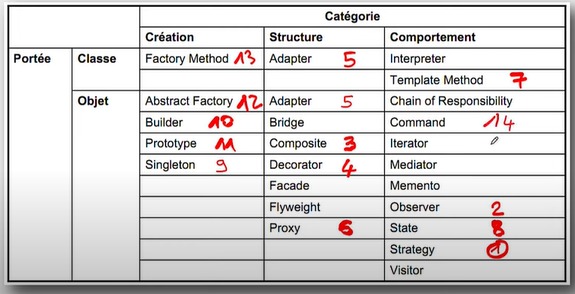 Catégorie
Création Structure Comportement
Portée Classe Factory Method 13 Adapter 5 Interpreter
Template Method 7
Objet Abstract Factory 12 Adapter 5 Chain of Responsibility
Builder 10 Bridge Command 14
Prototype 11 Composite 3 Iterator
Singleton 9 Decorator 4 Mediator
Facade Memento
Flyweight Observer 2
Proxy 6 State 8
Strategy 1
Visitor